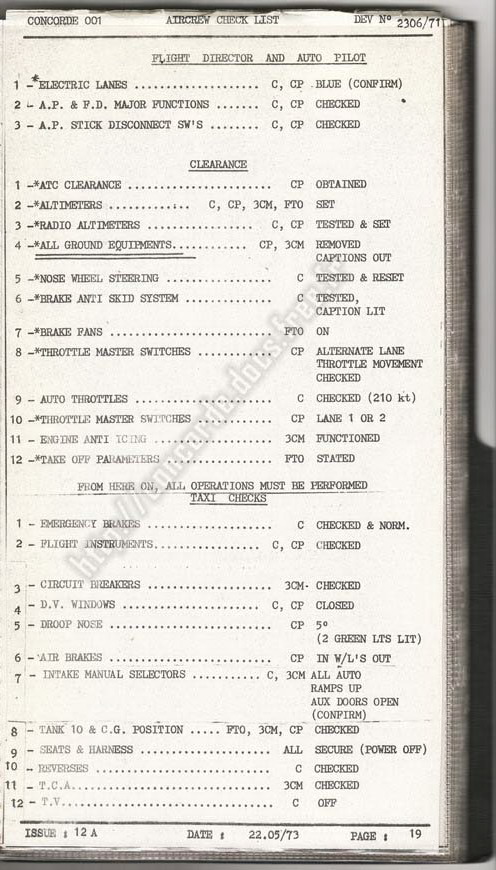 CONCORDE 001 AIRCREW CHECK LIST DEV Nº 2306/71
FLIGHT DIRECTOR AND AUTO PILOT
1 -*ELECTRIC LANES ................... C, CP BLUE (CONFIRM)
2 - A.P. & F.D. MAJOR FUNCTIONS ....... C, CP CHECKED
3 - A.P. STICK DISCONNECT SW'S ........ C, CP CHECKED
CLEARANCE
1 -*ATC CLEARANCE ...................... CP OBTAINED
2 -*ALTIMETERS ............. C, CP, 3CM, FTO SET
3 -*RADIO ALTIMETERS ................. C, CP TESTED & SET
4 -*ALL GROUND EQUIPMENTS............ CP, 3CM REMOVED
CAPTIONS OUT
5 -*NOSE WHEEL STEERING ................ C TESTED & RESET
6 -*BRAKE ANTI SKID SYSTEM ............. C TESTED,
CAPTION LIT
7 -*BRAKE FANS ......................... FTO ON
8 -*THROTTLE MASTER SWITCHES ........... CP ALTERNATE LANE
THROTTLE MOVEMENT
CHECKED
9 - AUTO THROTTLES ...................... C CHECKED (210 kt)
10 -*THROTTLE MASTER SWITCHES ........... CP LANE 1 OR 2
11 - ENGINE ANTI ICING .................. 3CM FUNCTIONED
12 -*TAKE OFF PARAMETERS ................ FTO STATED
FROM HERE ON, ALL OPERATIONS MUST BE PERFORMED
TAXI CHECKS
1 - EMERGENCY BRAKES ................... C CHECKED & NORM.
2 - FLIGHT INSTRUMENTS................ C, CP CHECKED
3 - CIRCUIT BREAKERS ..................... 3CM CHECKED
4 - D.V. WINDOWS ...................... C, CP CLOSED
5 - DROOP NOSE ......................... CP 5º
(2 GREEN LTS LIT)
6 - AIR BRAKES ......................... CP IN W/L'S OUT
7 - INTAKE MANUAL SELECTORS ........... C, 3CM ALL AUTO
RAMPS UP
AUX DOORS OPEN
(CONFIRM)
8 - TANK 10 & C.G. POSITION ..... FTO, 3CM, CP CHECKED
9 - SEATS & HARNESS .................... ALL SECURE (POWER OFF)
10 - REVERSES ........................... C CHECKED
11 - T.C.A............................... 3CM CHECKED
12 - T.V................................. C OFF
ISSUE : 12 A DATE : 22.05/73 PAGE : 19